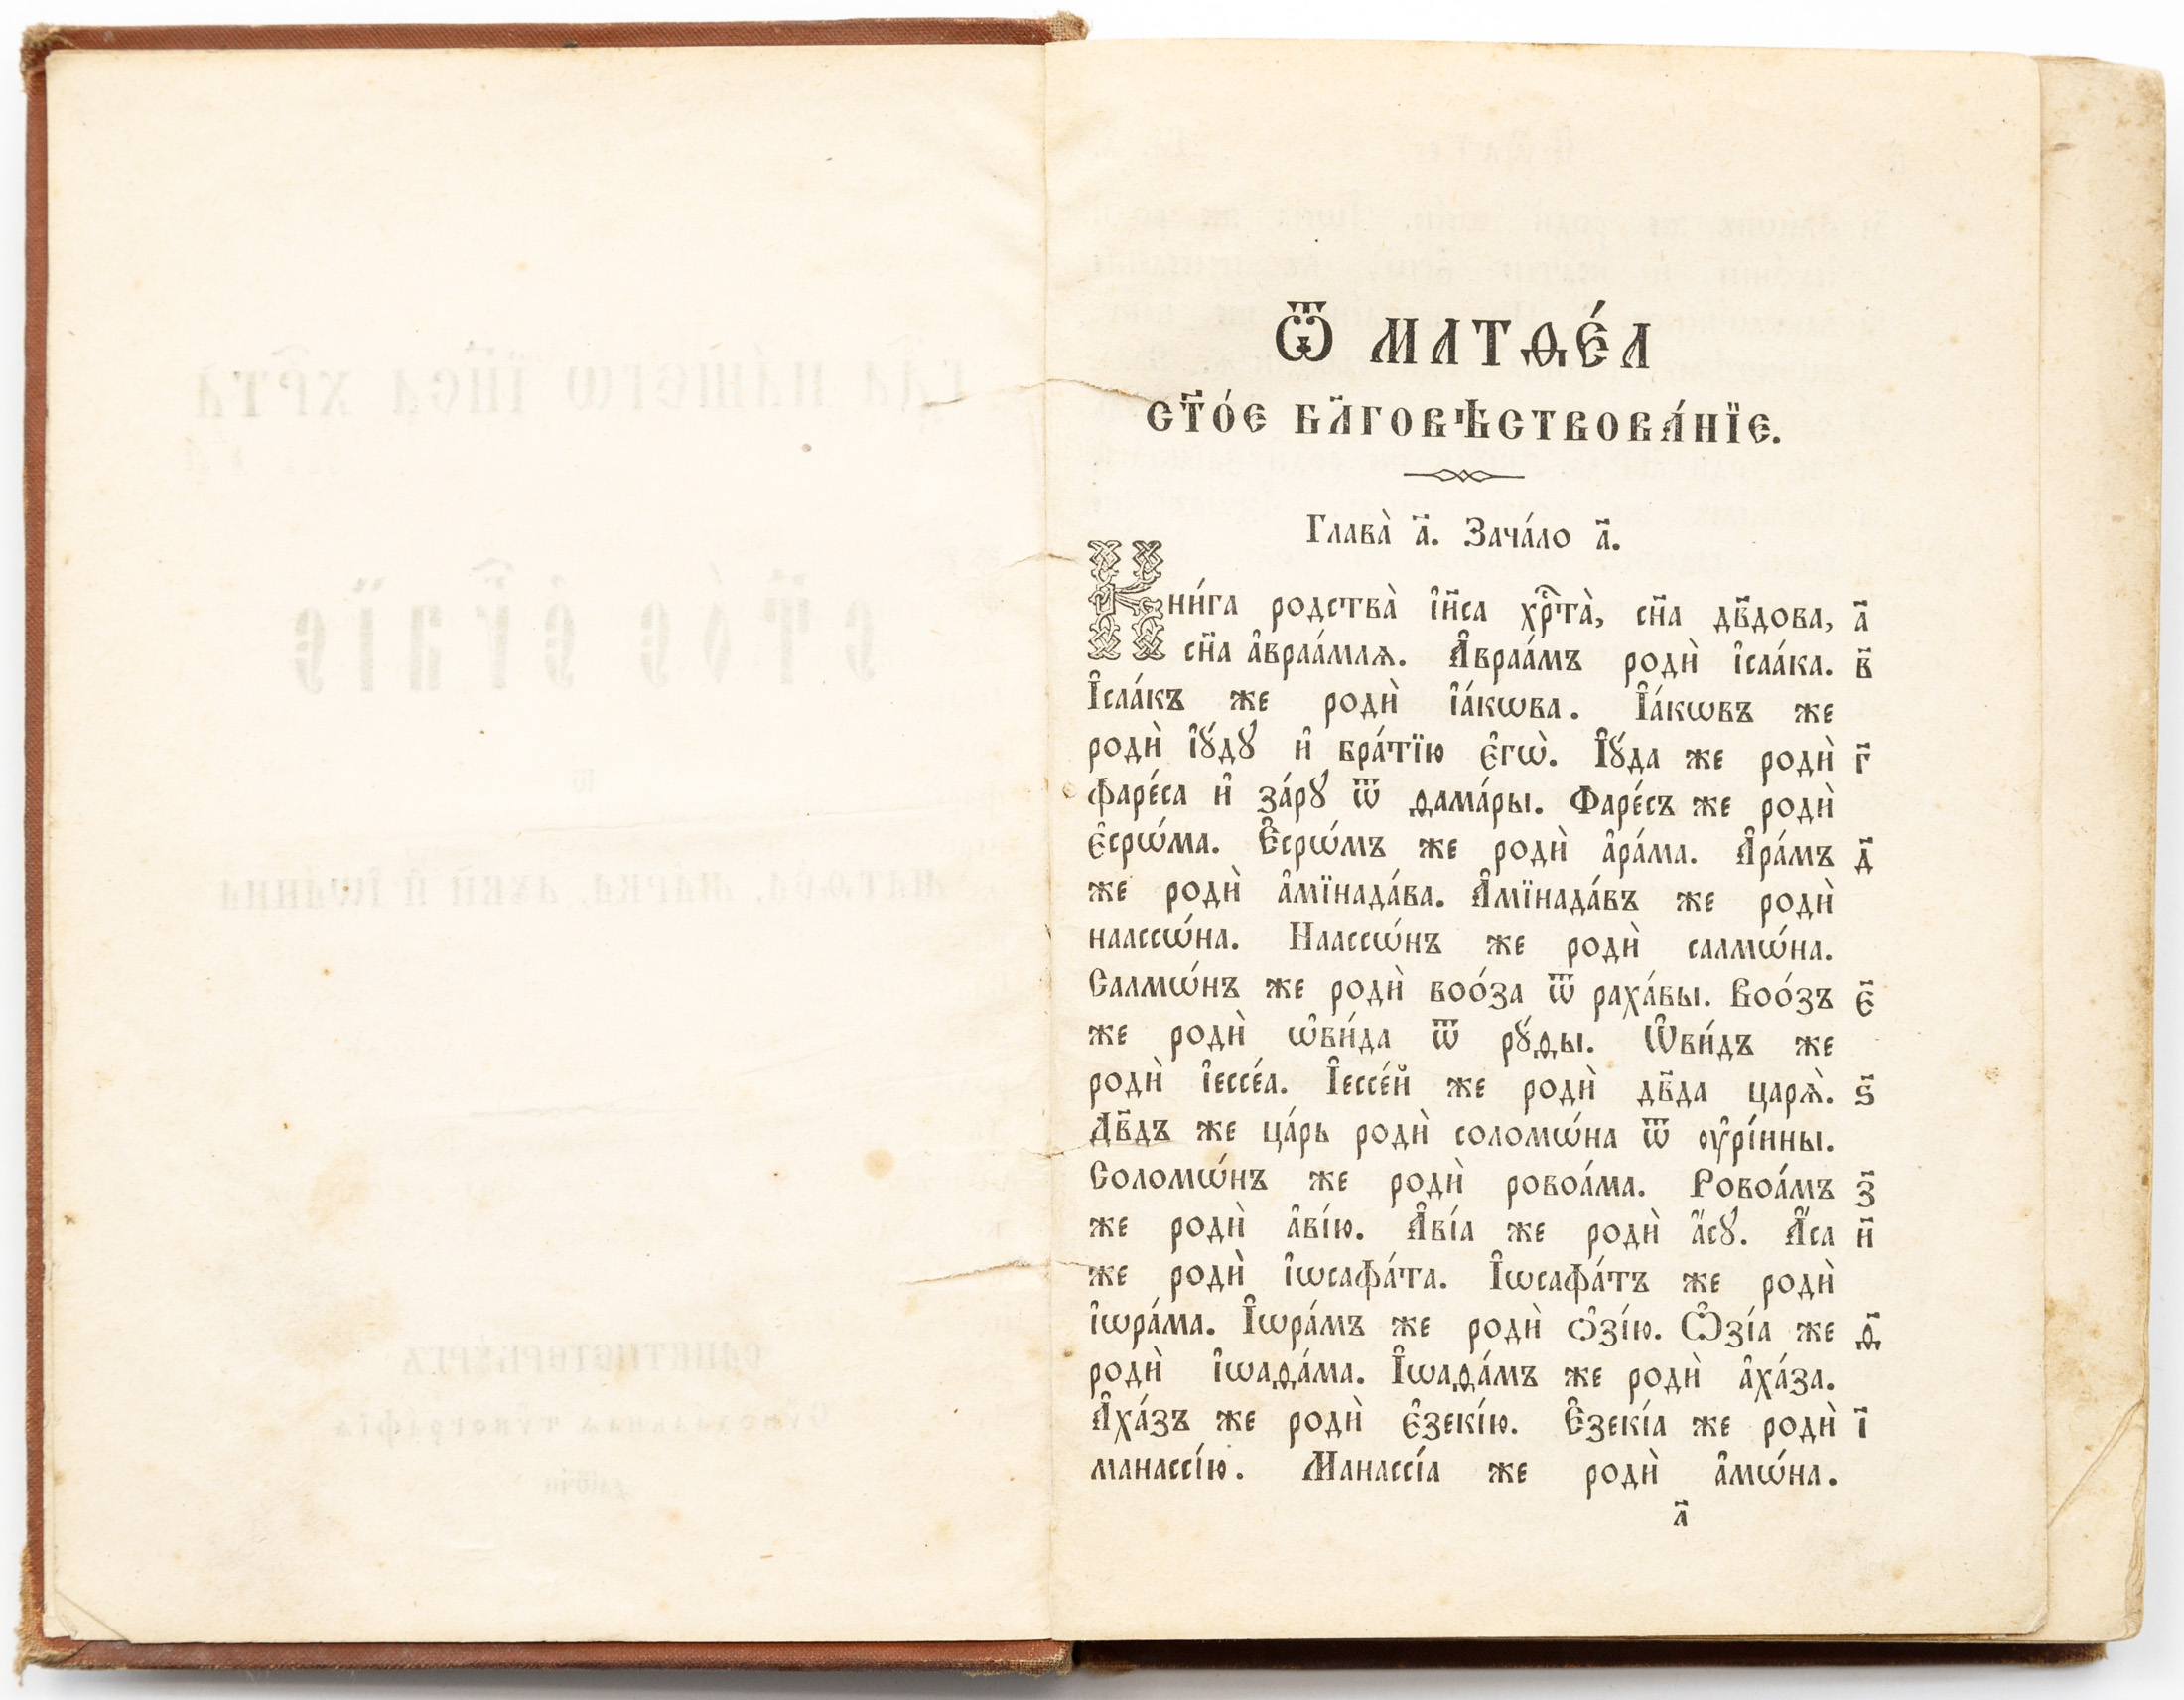 Ѿ МАТѲЕ́А
СТ҃О́Е БЛ҃ГОВѢСТВОВА́НЇЕ.
Глава̀ а҃. Зача́ло а҃.
Кни́га родства̀ і҆и҃са хрⷭ҇та̀, сн҃а дв҃дова, а҃
сн҃а а҆враа́млѧ. А҆враа́мъ родѝ і҆саа́ка. в҃
І҆саа́къ же родѝ і҆а́кѡва. І҆а́кѡвъ же
родѝ і҆ꙋ́дꙋ и҆ бра́тїю є҆гѡ̀. І҆ꙋ́да же родѝ г҃
фаре́са и҆ за́рꙋ ѿ ѳама́ры. Фаре́съ же родѝ
є҆срѡ́ма. Є҆срѡ́мъ же родѝ а҆ра́ма. А҆ра́мъ д҃
же родѝ а҆мїнада́ва. А҆мїнада́въ же родѝ
наассѡ́на. Наассѡ́нъ же родѝ салмѡ́на.
Салмѡ́нъ же родѝ воо́за ѿ раха́вы. Воо́зъ є҃
же родѝ ѡ҆ви́да ѿ рꙋ́ѳы. Ѡ҆ви́дъ же
родѝ і҆ессе́а. І҆ессе́й же родѝ дв҃да царѧ̀. ѕ҃
Дв҃дъ же ца́рь родѝ соломѡ́на ѿ ᲂу҆рі́ины.
Соломѡ́нъ же родѝ ровоа́ма. Ровоа́мъ з҃
же родѝ а҆ві́ю. А҆ві́а же родѝ а҆́сꙋ. А҆́са и҃
же родѝ і҆ѡсафа́та. І҆ѡсафа́тъ же родѝ
і҆ѡра́ма. І҆ѡра́мъ же родѝ ѻ҆зі́ю. Ѻ҆зі́а же ѳ҃
родѝ і҆ѡаѳа́ма. І҆ѡаѳа́мъ же родѝ а҆ха́за.
А҆ха́зъ же родѝ є҆зекі́ю. Є҆зекі́а же родѝ і҃
манассі́ю. Манассі́а же родѝ а҆мѡ́на.
а҃